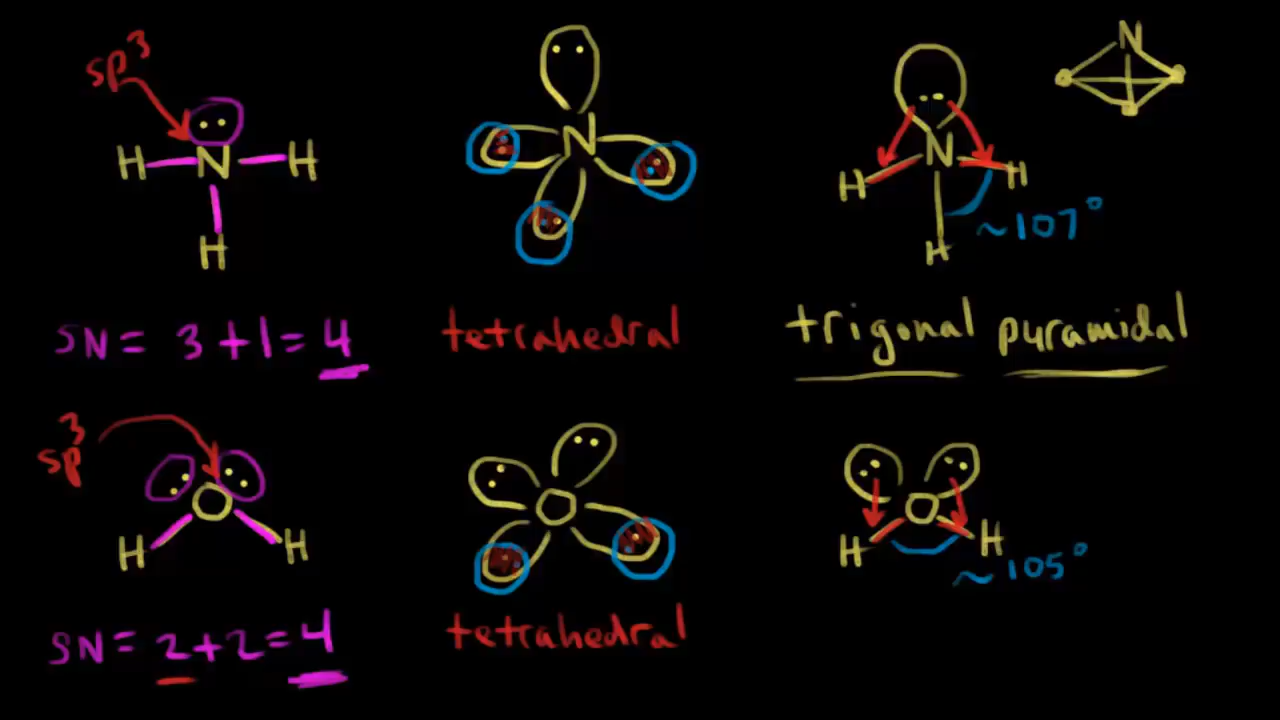 sp³
H N H
H
N
N
N
H H
H
~107°
SN = 3 + 1 = 4
tetrahedral
trigonal pyramidal
sp³
O
H H
O
O
H H
~105°
SN = 2 + 2 = 4
tetrahedral